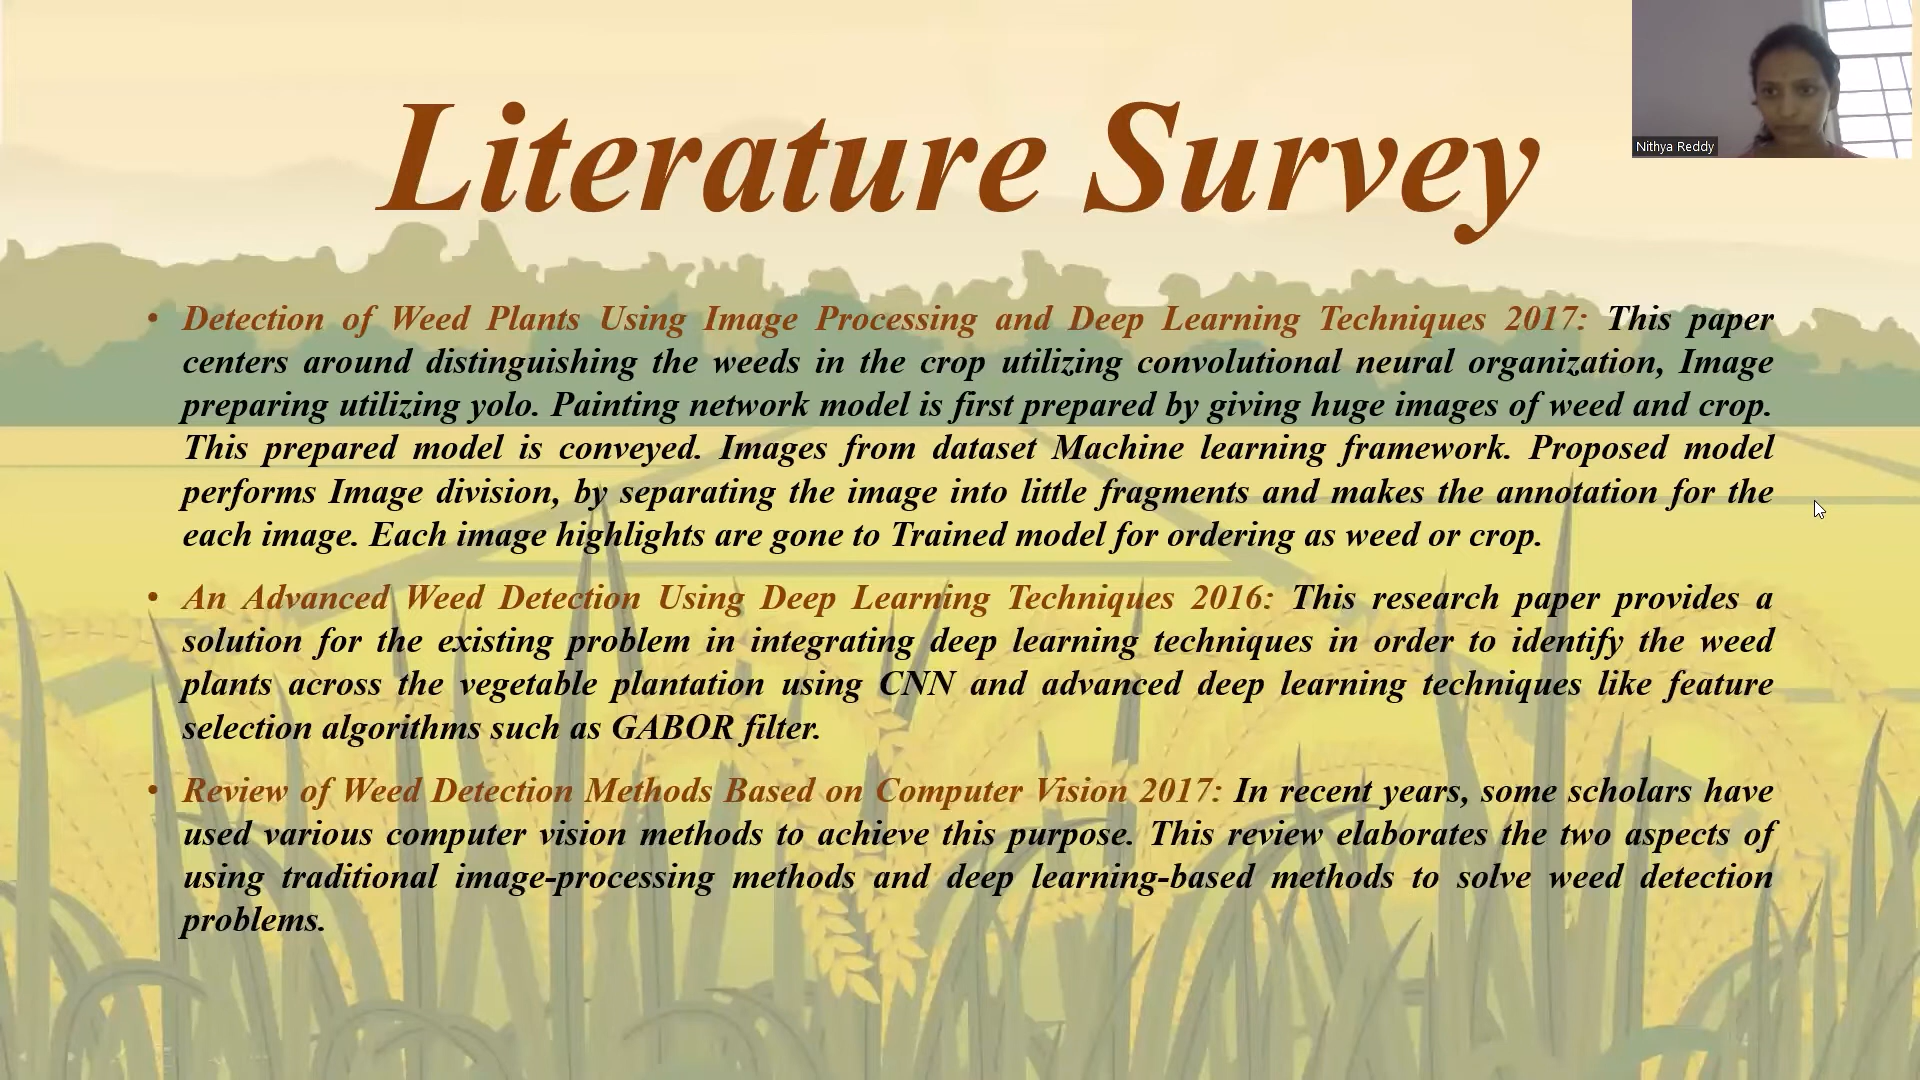 Literature Survey
Nithya Reddy
• Detection of Weed Plants Using Image Processing and Deep Learning Techniques 2017: This paper
centers around distinguishing the weeds in the crop utilizing convolutional neural organization, Image
preparing utilizing yolo. Painting network model is first prepared by giving huge images of weed and crop.
This prepared model is conveyed. Images from dataset Machine learning framework. Proposed model
performs Image division, by separating the image into little fragments and makes the annotation for the
each image. Each image highlights are gone to Trained model for ordering as weed or crop.
• An Advanced Weed Detection Using Deep Learning Techniques 2016: This research paper provides a
solution for the existing problem in integrating deep learning techniques in order to identify the weed
plants across the vegetable plantation using CNN and advanced deep learning techniques like feature
selection algorithms such as GABOR filter.
• Review of Weed Detection Methods Based on Computer Vision 2017: In recent years, some scholars have
used various computer vision methods to achieve this purpose. This review elaborates the two aspects of
using traditional image-processing methods and deep learning-based methods to solve weed detection
problems.